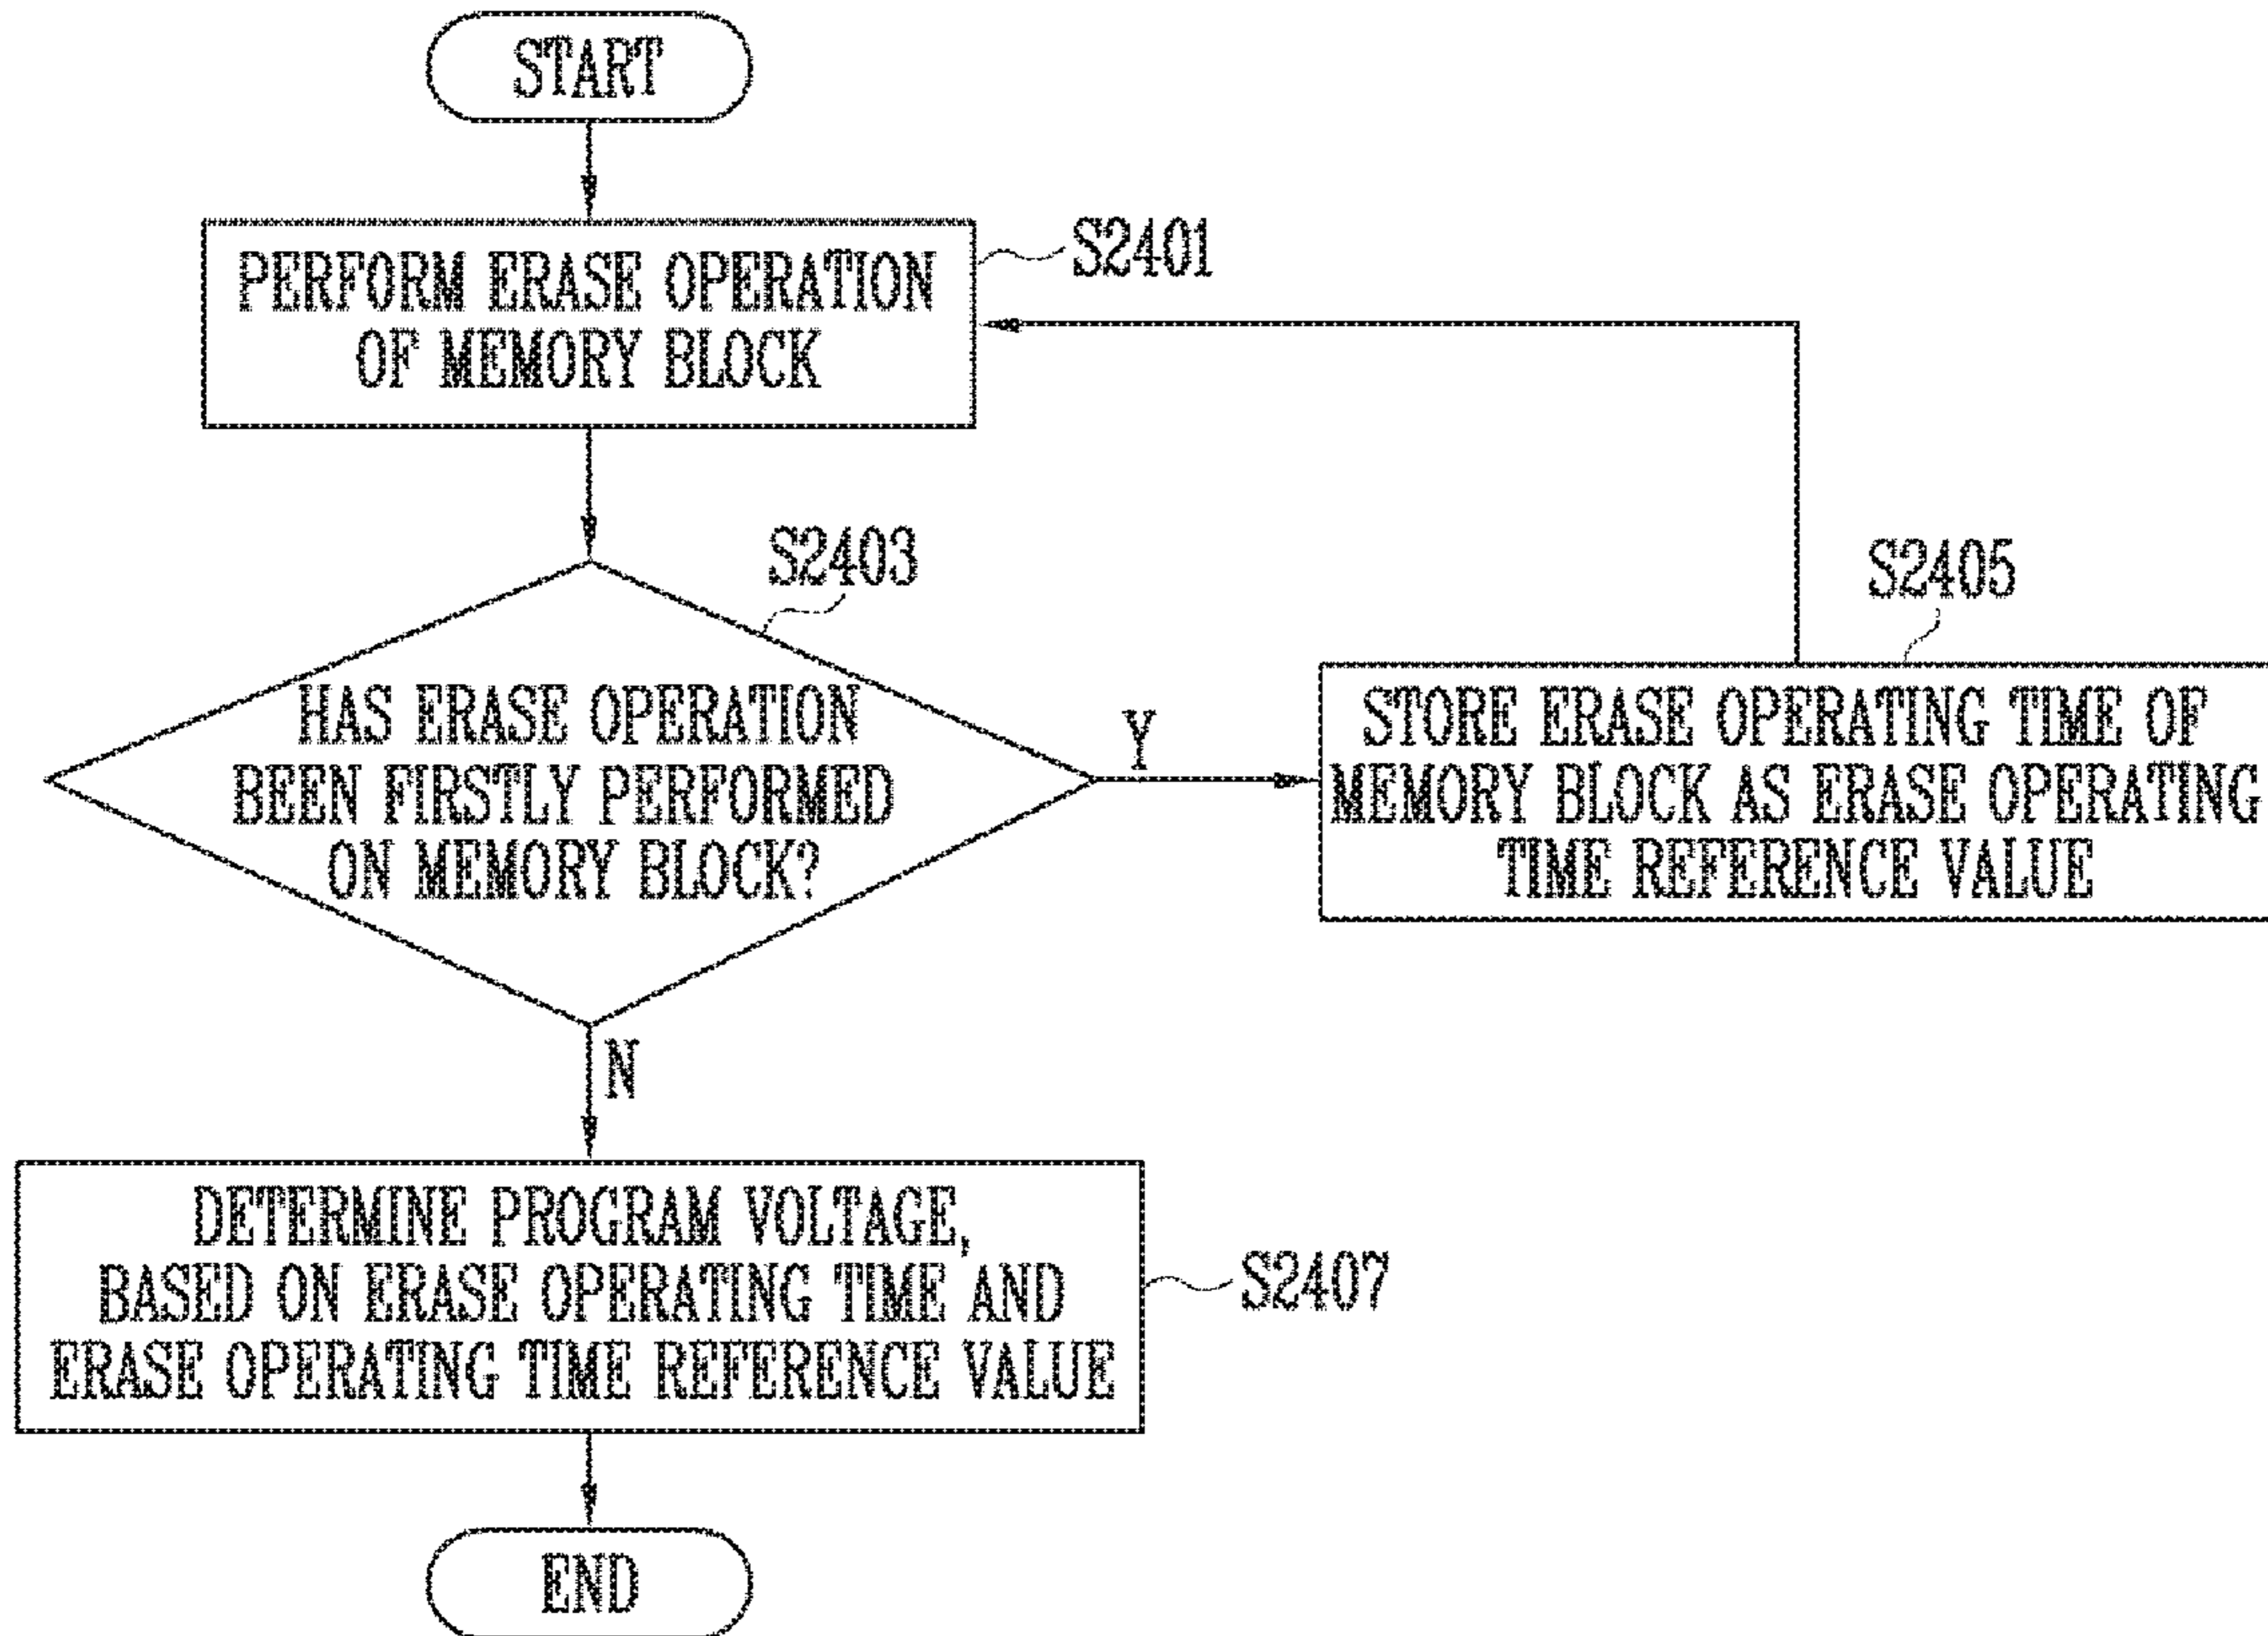 START
PERFORM ERASE OPERATION
OF MEMORY BLOCK
S2401
S2403
HAS ERASE OPERATION
BEEN FIRSTLY PERFORMED
ON MEMORY BLOCK?
Y
S2405
STORE ERASE OPERATING TIME OF
MEMORY BLOCK AS ERASE OPERATING
TIME REFERENCE VALUE
N
DETERMINE PROGRAM VOLTAGE,
BASED ON ERASE OPERATING TIME AND
ERASE OPERATING TIME REFERENCE VALUE
S2407
END